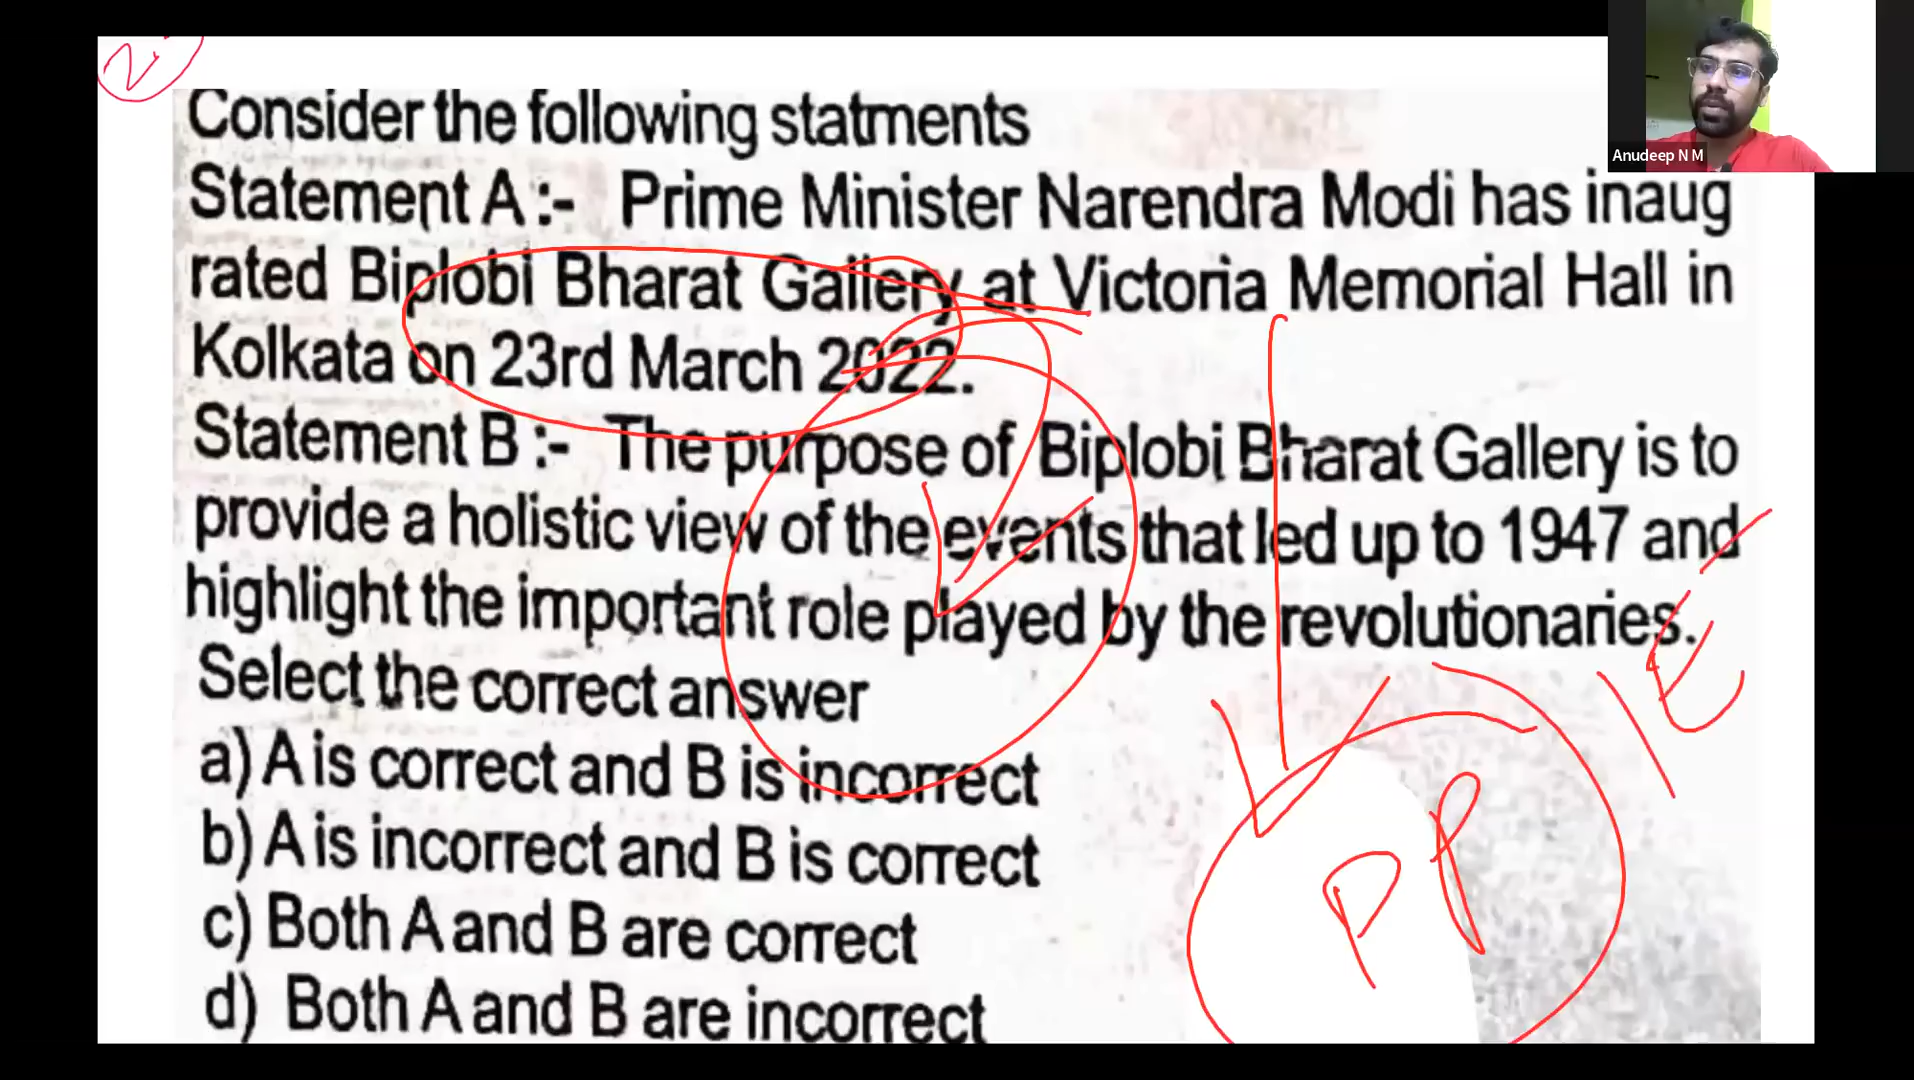 Anudeep N M
Consider the following statments
Statement A :- Prime Minister Narendra Modi has inaug
rated Biplobi Bharat Gallery at Victoria Memorial Hall in
Kolkata on 23rd March 2022.
Statement B :- The purpose of Biplobi Bharat Gallery is to
provide a holistic view of the events that led up to 1947 and
highlight the important role played by the revolutionaries.
Select the correct answer
a) A is correct and B is incorrect
b) A is incorrect and B is correct
c) Both A and B are correct
d) Both A and B are incorrect
PP